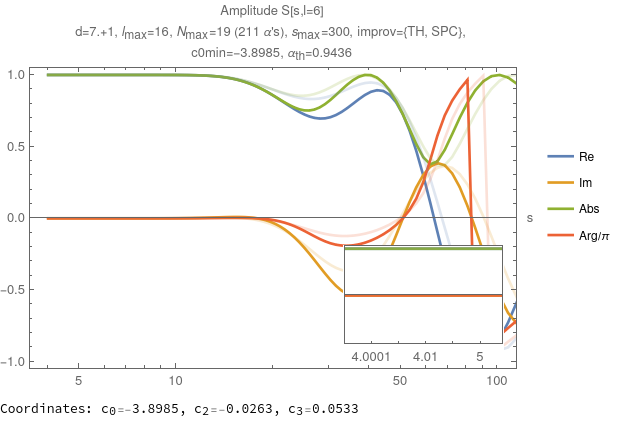 Amplitude S[s,l=6]
d=7.+1, lmax=16, Nmax=19 (211 α's), smax=300, improv={TH, SPC},
c0min=−3.8985, αth=0.9436
1.0
0.5
0.0
−0.5
−1.0
5
10
50
100
s
Re
Im
Abs
Arg/π
4.0001
4.01
5
Coordinates: c0=-3.8985, c2=-0.0263, c3=0.0533